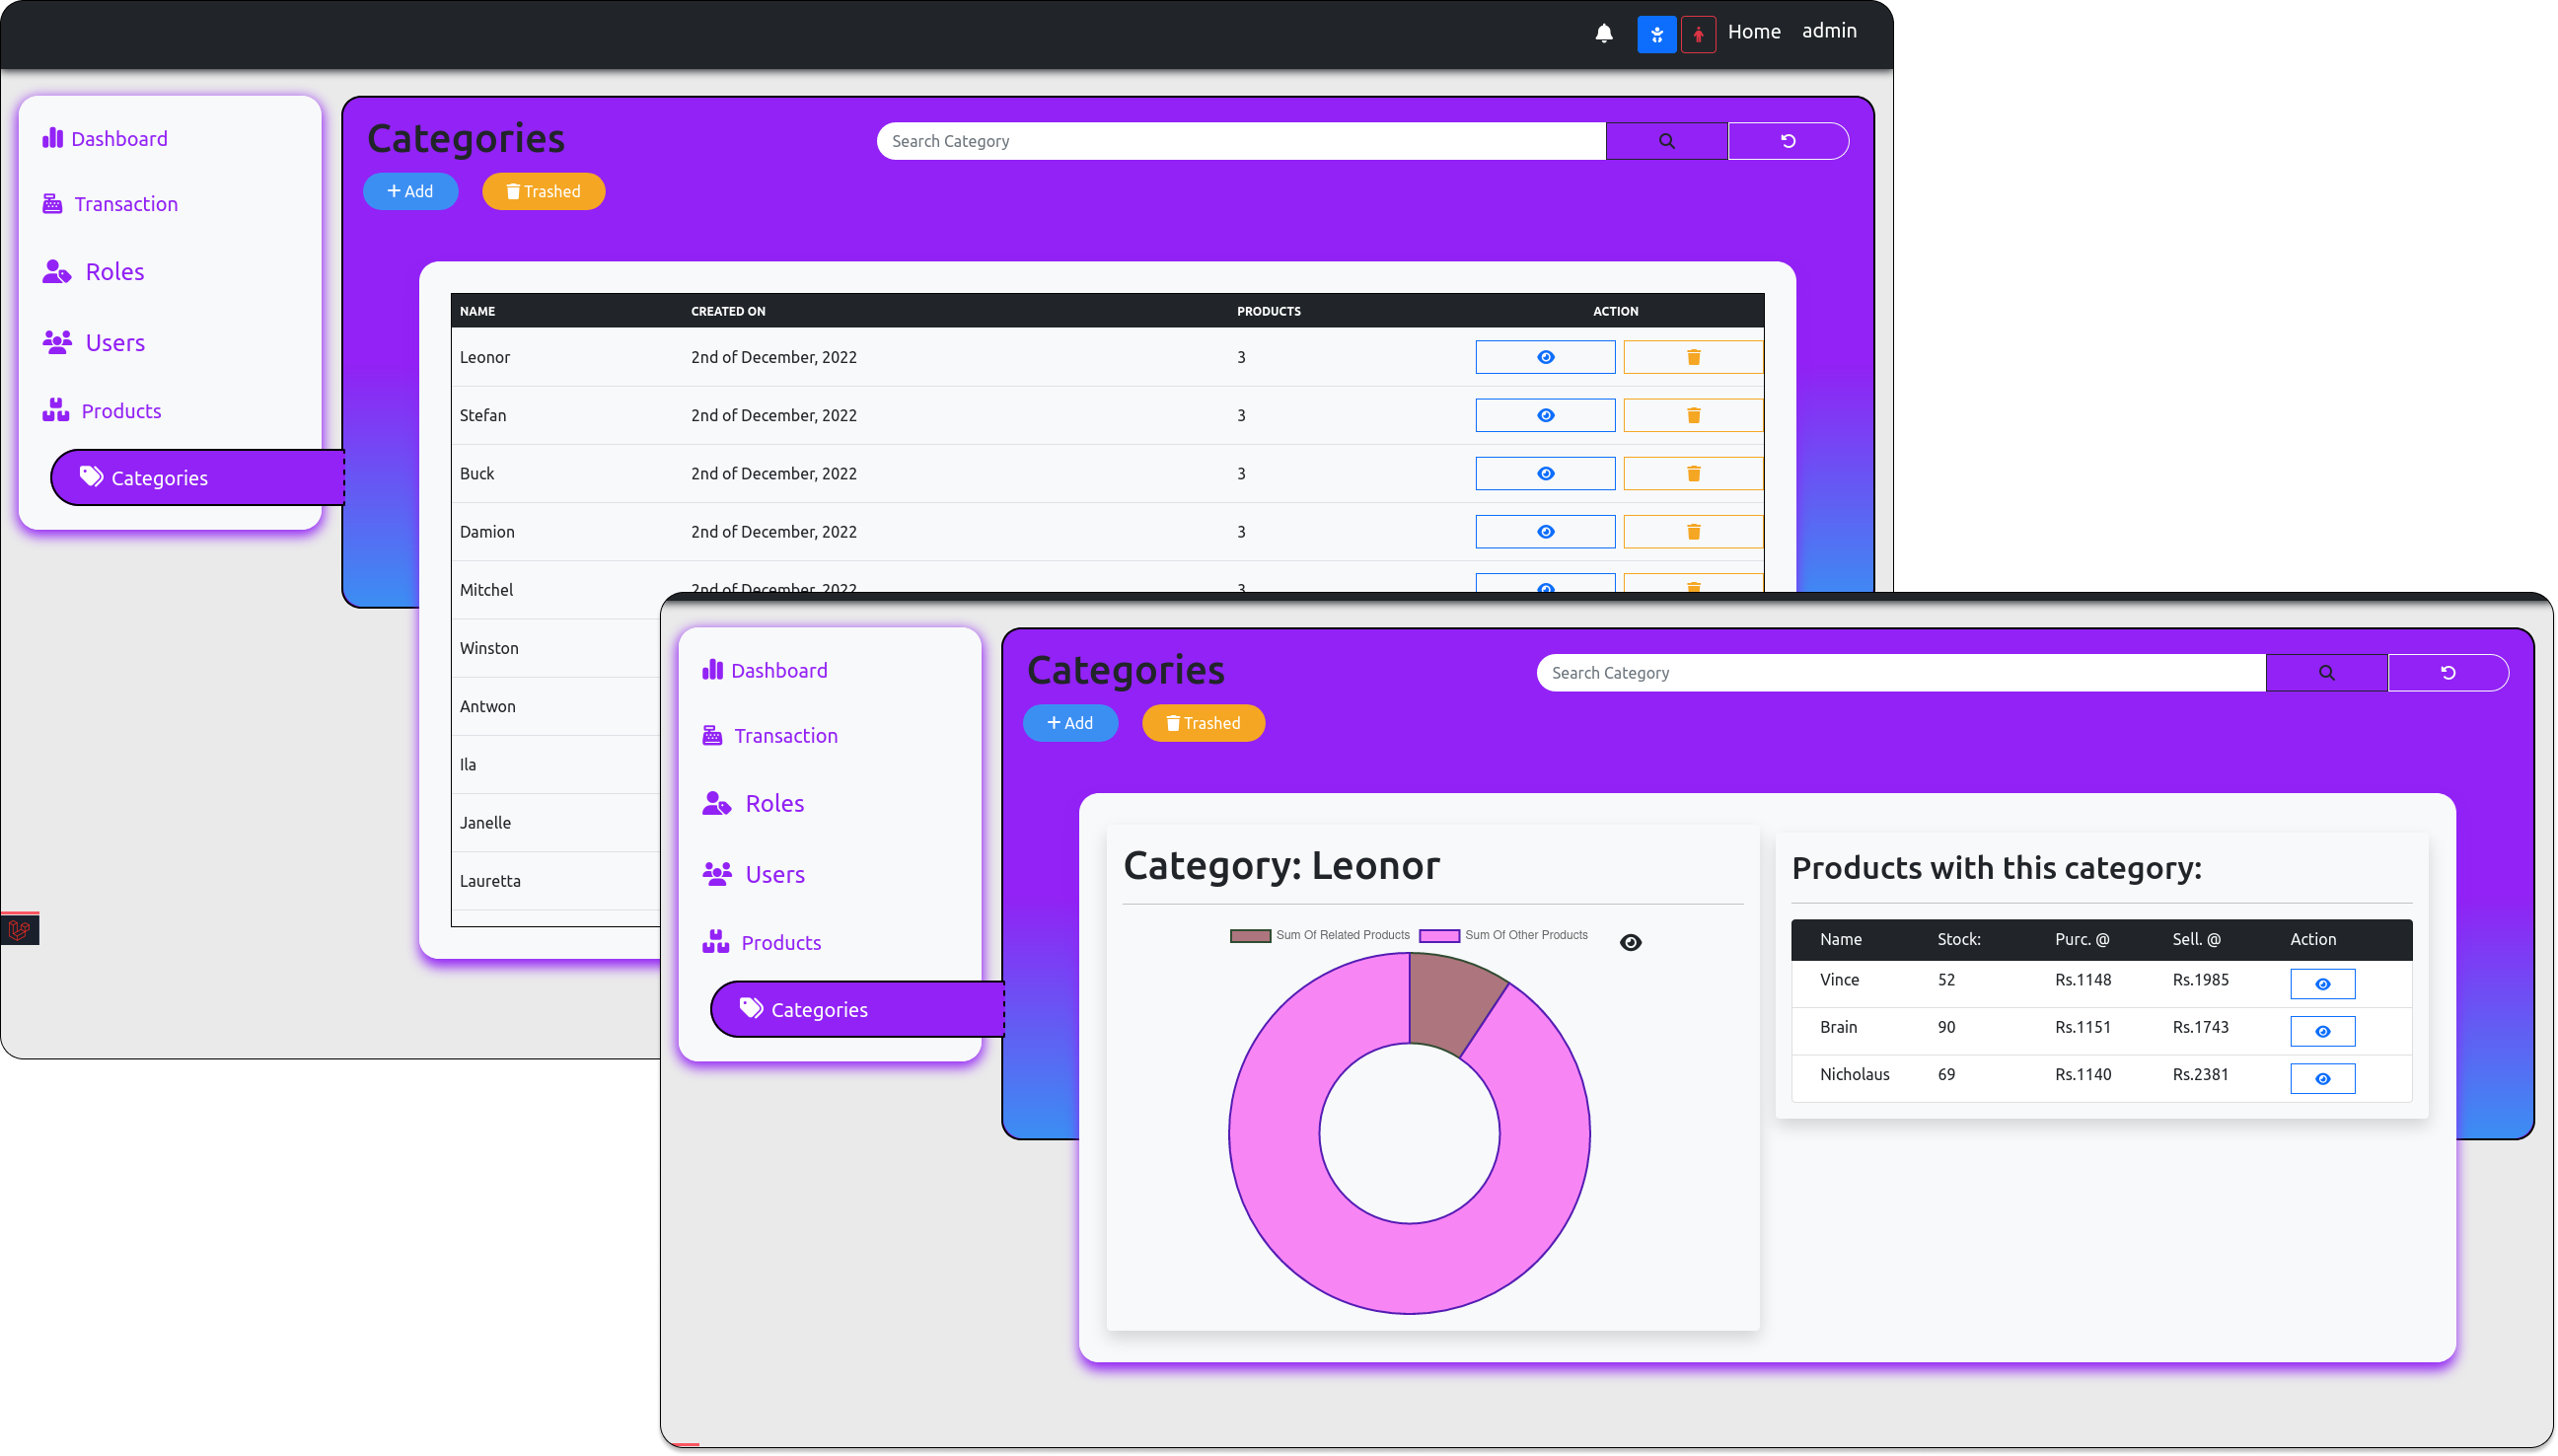 Home admin
Dashboard
Transaction
Roles
Users
Products
Categories
Categories
Search Category
Add
Trashed
NAME CREATED ON PRODUCTS ACTION
Leonor 2nd of December, 2022 3
Stefan 2nd of December, 2022 3
Buck 2nd of December, 2022 3
Damion 2nd of December, 2022 3
Mitchel 2nd of December, 2022 3
Winston
Antwon
Ila
Janelle
Lauretta
Dashboard
Transaction
Roles
Users
Products
Categories
Categories
Search Category
Add
Trashed
Category: Leonor
Sum Of Related Products Sum Of Other Products
Products with this category:
Name Stock: Purc. @ Sell. @ Action
Vince 52 Rs.1148 Rs.1985
Brain 90 Rs.1151 Rs.1743
Nicholaus 69 Rs.1140 Rs.2381